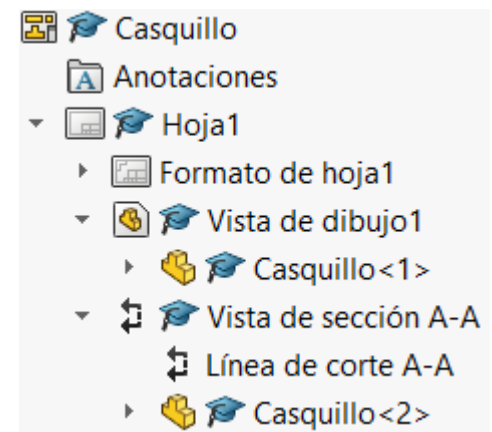 Casquillo
Anotaciones
Hoja1
Formato de hoja1
Vista de dibujo1
Casquillo<1>
Vista de sección A-A
Línea de corte A-A
Casquillo<2>